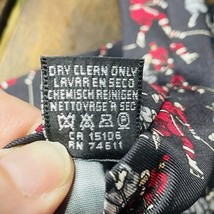 DRY CLEAN ONLY
LAVAR EN SECO
CHEMISCH REINIGEN
NETTOYAGE A SEC
CA 15106
RN 74611